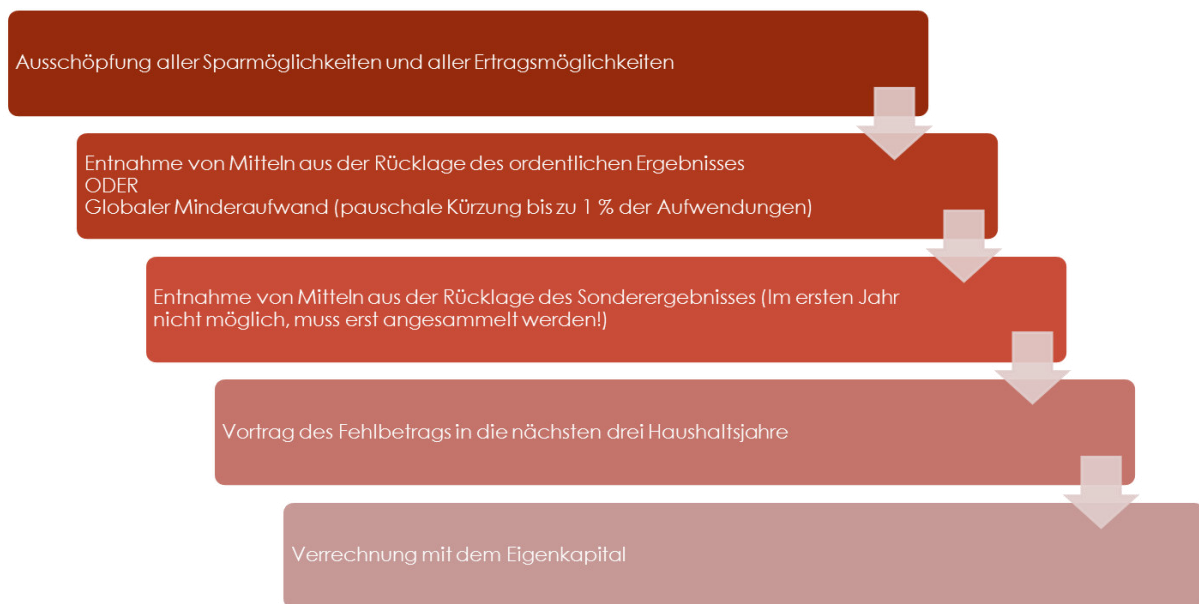 Ausschöpfung aller Sparmöglichkeiten und aller Ertragsmöglichkeiten
Entnahme von Mitteln aus der Rücklage des ordentlichen Ergebnisses
ODER
Globaler Minderaufwand (pauschale Kürzung bis zu 1 % der Aufwendungen)
Entnahme von Mitteln aus der Rücklage des Sonderergebnisses (Im ersten Jahr
nicht möglich, muss erst angesammelt werden!)
Vortrag des Fehlbetrags in die nächsten drei Haushaltsjahre
Verrechnung mit dem Eigenkapital